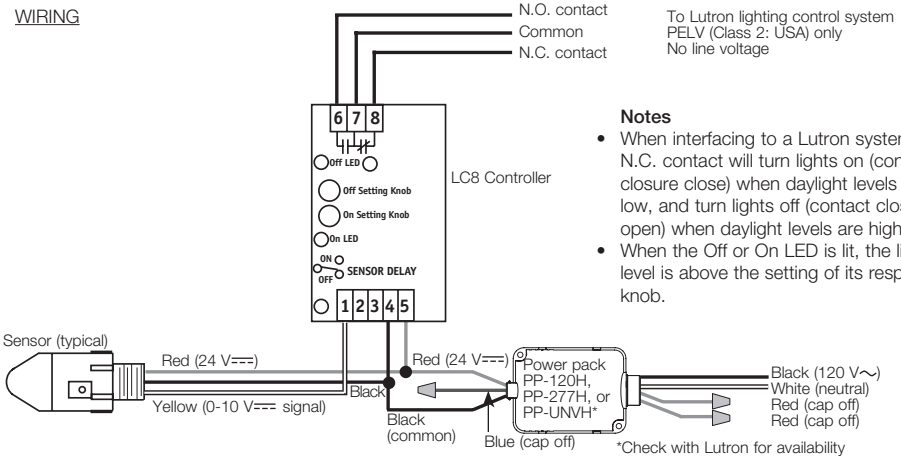 WIRING
N.O. contact
Common
N.C. contact
To Lutron lighting control system
PELV (Class 2: USA) only
No line voltage
6 7 8
Off LED
Off Setting Knob
On Setting Knob
On LED
ON
OFF
SENSOR DELAY
1 2 3 4 5
LC8 Controller
Notes
• When interfacing to a Lutron system
N.C. contact will turn lights on (con
closure close) when daylight levels
low, and turn lights off (contact clos
open) when daylight levels are high
• When the Off or On LED is lit, the li
level is above the setting of its resp
knob.
Sensor (typical)
Red (24 V⎓)
Yellow (0-10 V⎓ signal)
Black
Red (24 V⎓)
Black
(common)
Blue (cap off)
Power pack
PP-120H,
PP-277H, or
PP-UNVH*
Black (120 V~)
White (neutral)
Red (cap off)
Red (cap off)
*Check with Lutron for availability